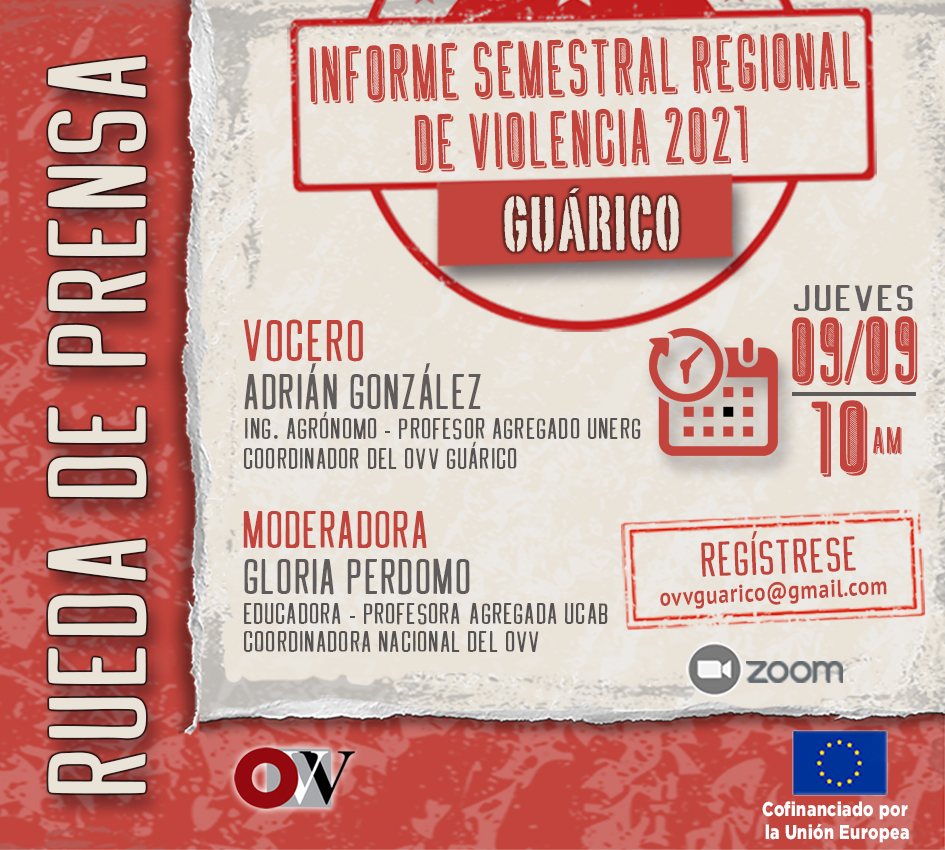 RUEDA DE PRENSA
INFORME SEMESTRAL REGIONAL
DE VIOLENCIA 2021
GUÁRICO
JUEVES
09/09
10 AM
VOCERO
ADRIÁN GONZÁLEZ
ING. AGRÓNOMO - PROFESOR AGREGADO UNERG
COORDINADOR DEL OVV GUÁRICO
MODERADORA
GLORIA PERDOMO
EDUCADORA - PROFESORA AGREGADA UCAB
COORDINADORA NACIONAL DEL OVV
REGÍSTRESE
ovvguarico@gmail.com
zoom
OVV
Cofinanciado por
la Unión Europea